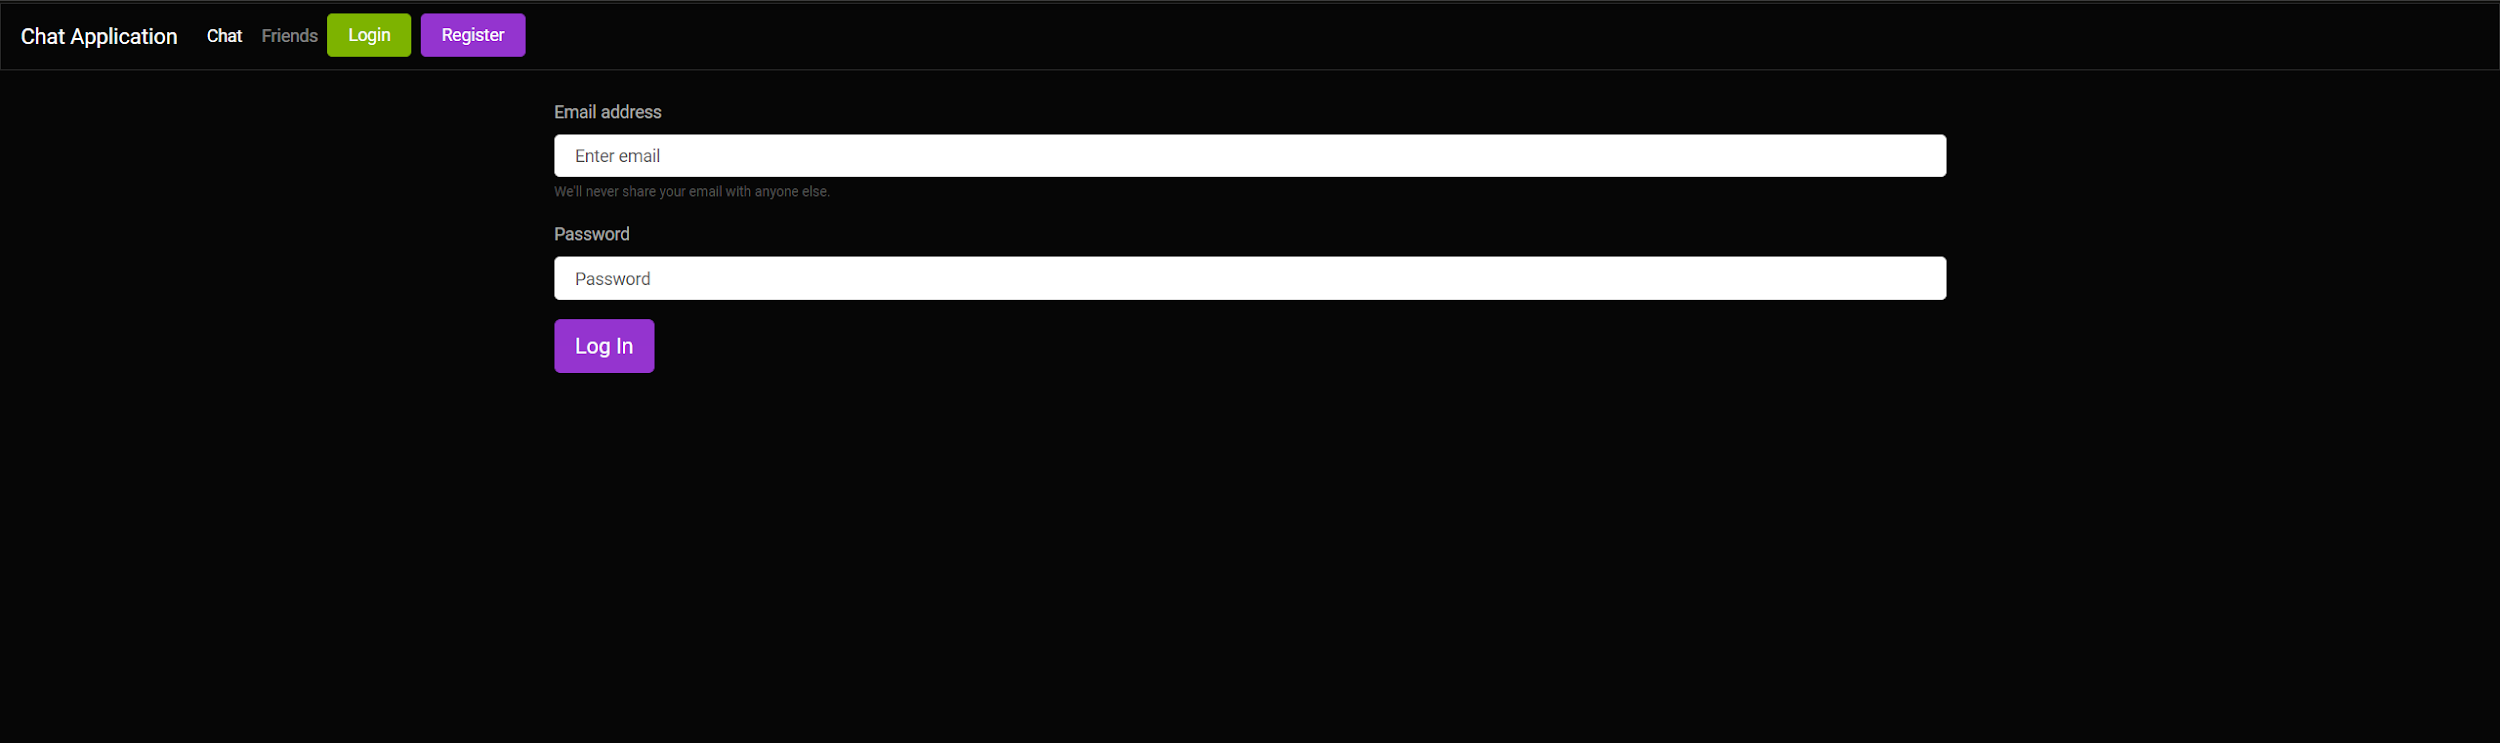 Chat Application Chat Friends Login Register
Email address
Enter email
We'll never share your email with anyone else.
Password
Password
Log In